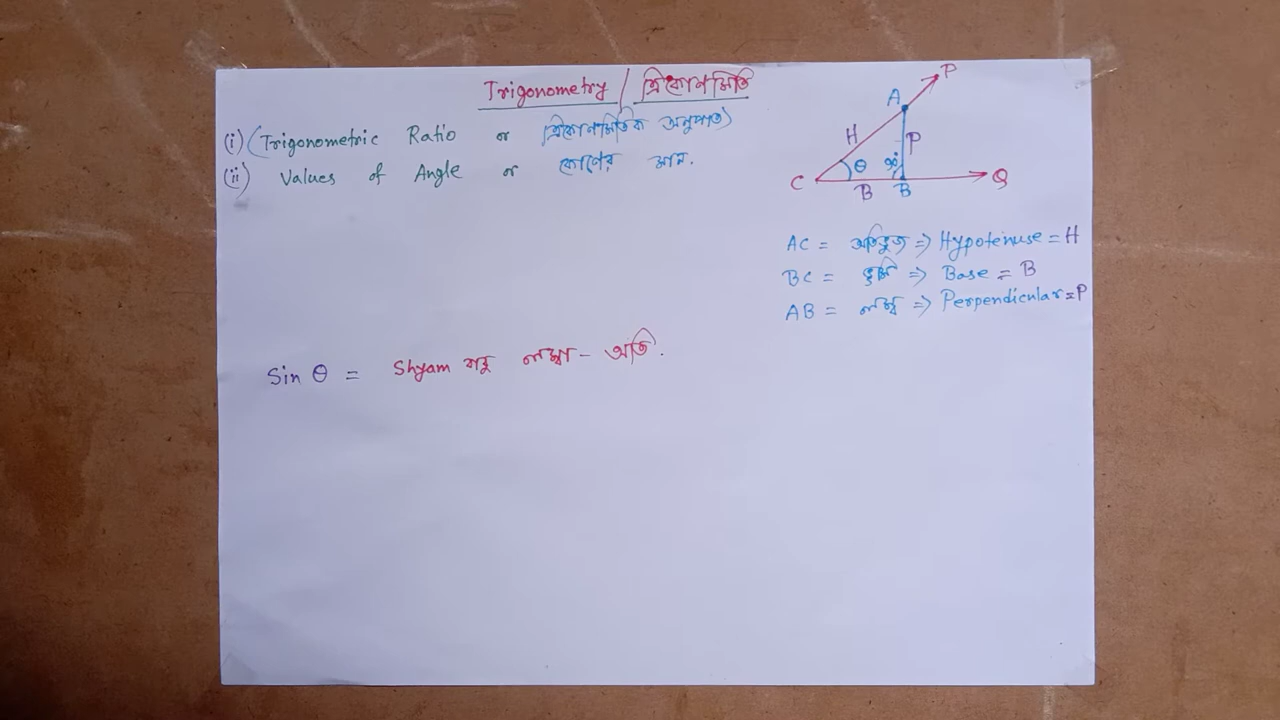 Trigonometry / ত্রিকোণমিতি
(i) (Trigonometric Ratio or ত্রিকোণমিতিক অনুপাত)
(ii) Values of Angle or কোণের মান.
P
A
H
P
θ
90°
C
B
B
Q
AC = অতিভুজ => Hypotenuse = H
BC = ভূমি => Base = B
AB = লম্ব => Perpendicular = P
Sin θ = Shyam বাবু লম্বা - অতি.